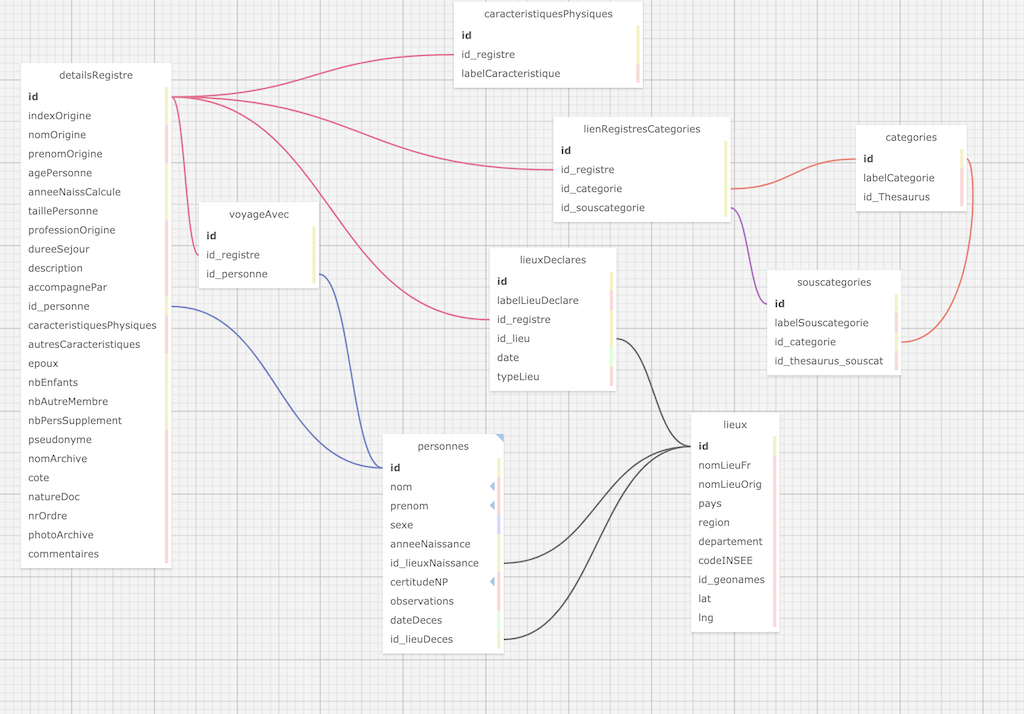 caracteristiquesPhysiques
id
id_registre
labelCaracteristique
detailsRegistre
id
indexOrigine
nomOrigine
prenomOrigine
agePersonne
anneeNaissCalcule
taillePersonne
professionOrigine
dureeSejour
description
accompagnePar
id_personne
caracteristiquesPhysiques
autresCaracteristiques
epoux
nbEnfants
nbAutreMembre
nbPersSupplement
pseudonyme
nomArchive
cote
natureDoc
nrOrdre
photoArchive
commentaires
voyageAvec
id
id_registre
id_personne
lienRegistresCategories
id
id_registre
id_categorie
id_souscategorie
categories
id
labelCategorie
id_Thesaurus
lieuxDeclares
id
labelLieuDeclare
id_registre
id_lieu
date
typeLieu
souscategories
id
labelSouscategorie
id_categorie
id_thesaurus_souscat
personnes
id
nom
prenom
sexe
anneeNaissance
id_lieuxNaissance
certitudeNP
observations
dateDeces
id_lieuDeces
lieux
id
nomLieuFr
nomLieuOrig
pays
region
departement
codeINSEE
id_geonames
lat
lng